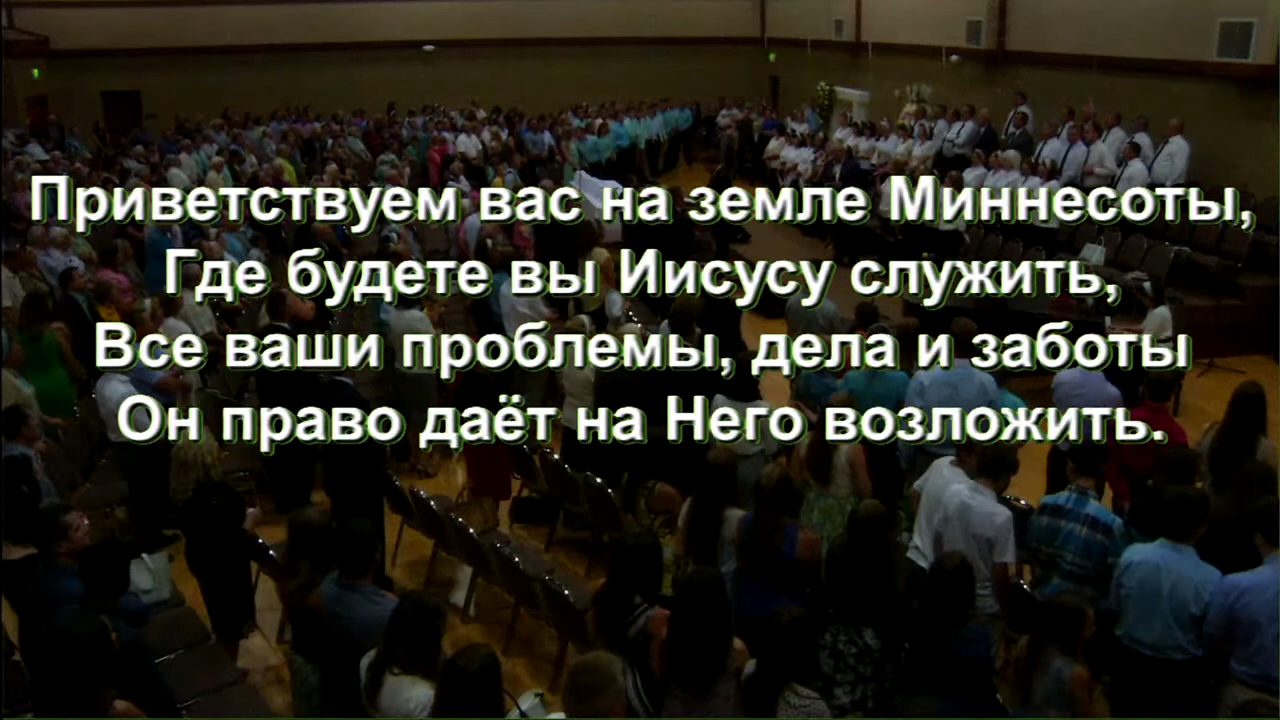 Приветствуем вас на земле Миннесоты,
Где будете вы Иисусу служить,
Все ваши проблемы, дела и заботы
Он право даёт на Него возложить.